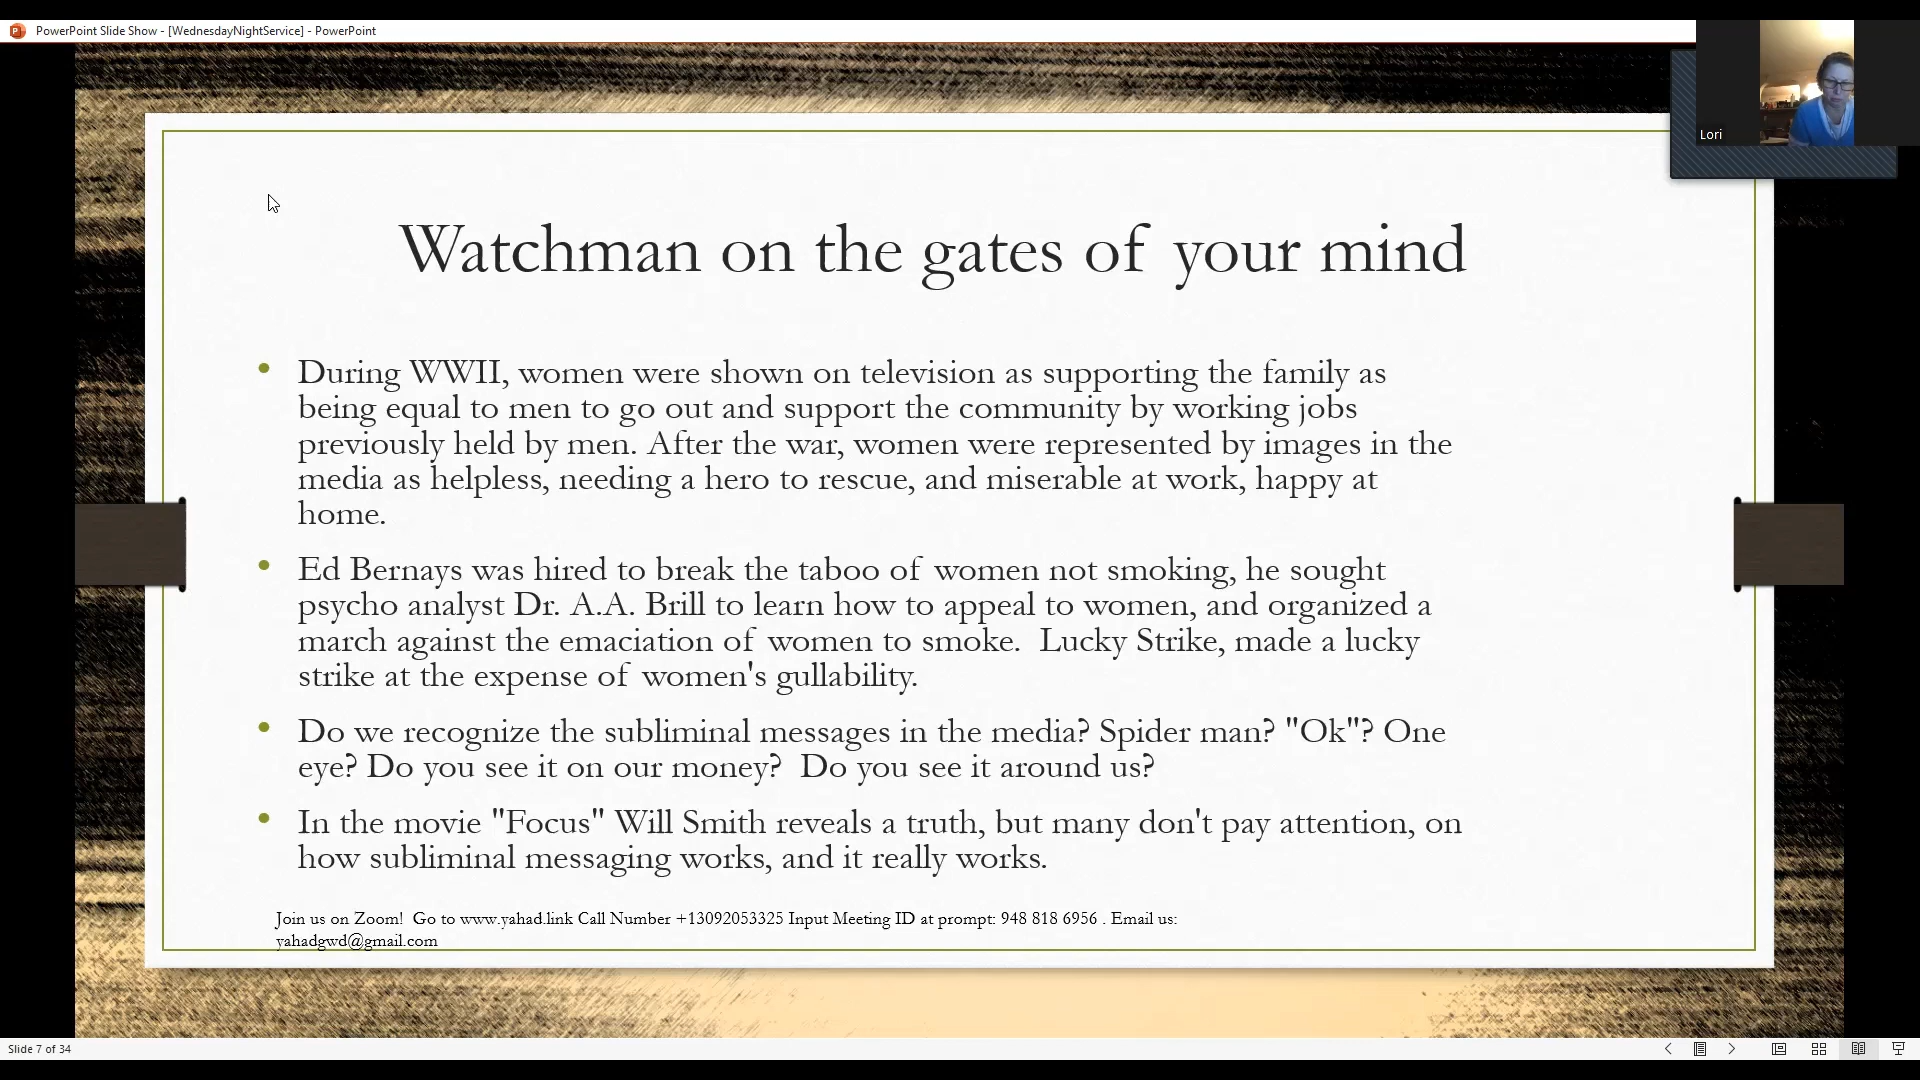 PowerPoint Slide Show - [WednesdayNightService] - PowerPoint
Lori
Watchman on the gates of your mind
• During WWII, women were shown on television as supporting the family as
being equal to men to go out and support the community by working jobs
previously held by men. After the war, women were represented by images in the
media as helpless, needing a hero to rescue, and miserable at work, happy at
home.
• Ed Bernays was hired to break the taboo of women not smoking, he sought
psycho analyst Dr. A.A. Brill to learn how to appeal to women, and organized a
march against the emaciation of women to smoke.  Lucky Strike, made a lucky
strike at the expense of women's gullability.
• Do we recognize the subliminal messages in the media? Spider man? "Ok"? One
eye? Do you see it on our money?  Do you see it around us?
• In the movie "Focus" Will Smith reveals a truth, but many don't pay attention, on
how subliminal messaging works, and it really works.
Join us on Zoom!  Go to www.yahad.link Call Number +13092053325 Input Meeting ID at prompt: 948 818 6956 . Email us:
yahadgwd@gmail.com
Slide 7 of 34